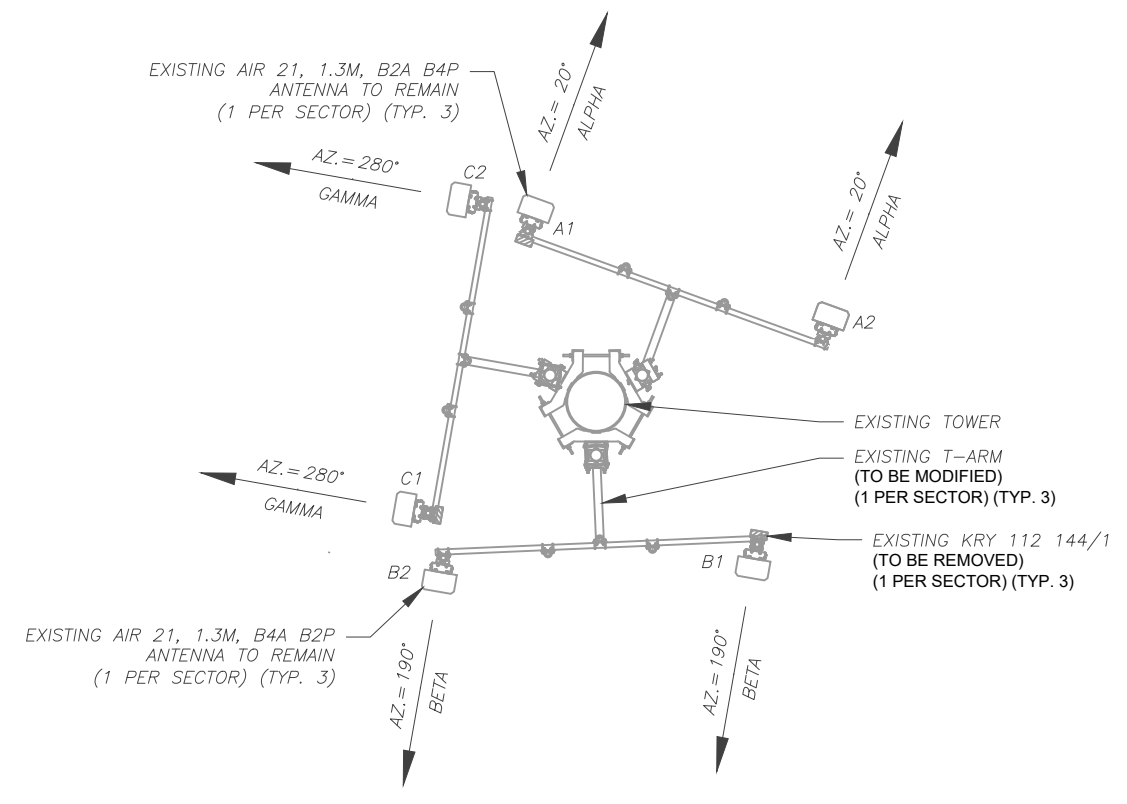 EXISTING AIR 21, 1.3M, B2A B4P
ANTENNA TO REMAIN
(1 PER SECTOR) (TYP. 3)
AZ.= 20°
ALPHA
AZ.= 20°
ALPHA
AZ.= 280°
GAMMA
C2
A1
A2
EXISTING TOWER
EXISTING T-ARM
(TO BE MODIFIED)
(1 PER SECTOR) (TYP. 3)
AZ.= 280°
GAMMA
C1
EXISTING KRY 112 144/1
(TO BE REMOVED)
(1 PER SECTOR) (TYP. 3)
B2
B1
EXISTING AIR 21, 1.3M, B4A B2P
ANTENNA TO REMAIN
(1 PER SECTOR) (TYP. 3)
AZ.= 190°
BETA
AZ.= 190°
BETA